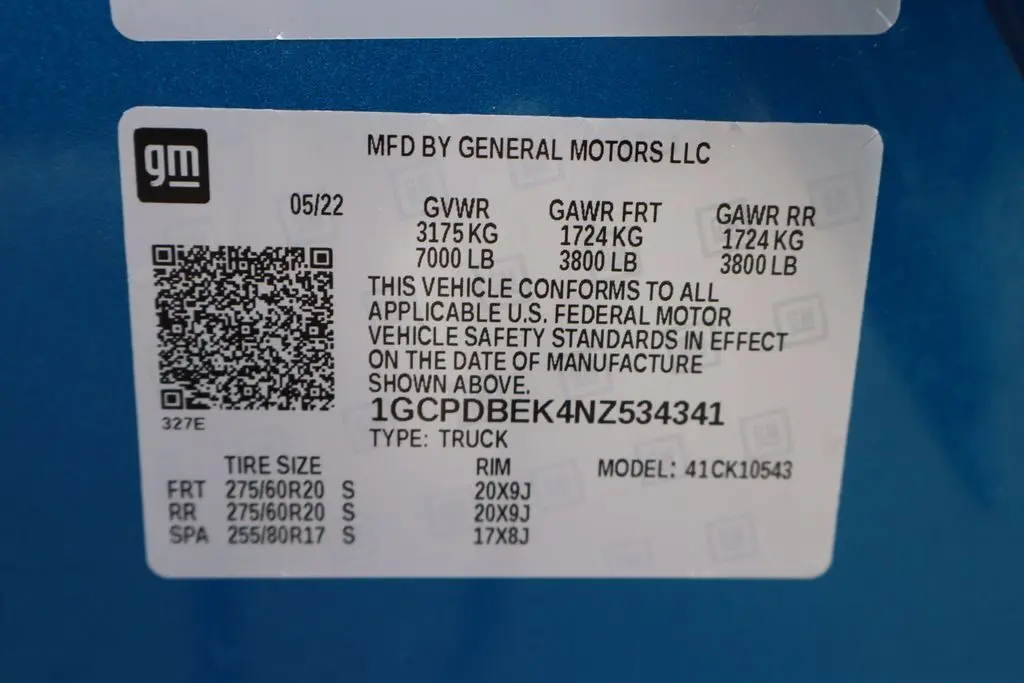 gm
MFD BY GENERAL MOTORS LLC
05/22
GVWR GAWR FRT GAWR RR
3175 KG 1724 KG 1724 KG
7000 LB 3800 LB 3800 LB
THIS VEHICLE CONFORMS TO ALL
APPLICABLE U.S. FEDERAL MOTOR
VEHICLE SAFETY STANDARDS IN EFFECT
ON THE DATE OF MANUFACTURE
SHOWN ABOVE.
1GCPDBEK4NZ534341
327E
TYPE: TRUCK
TIRE SIZE RIM MODEL: 41CK10543
FRT 275/60R20 S 20X9J
RR 275/60R20 S 20X9J
SPA 255/80R17 S 17X8J